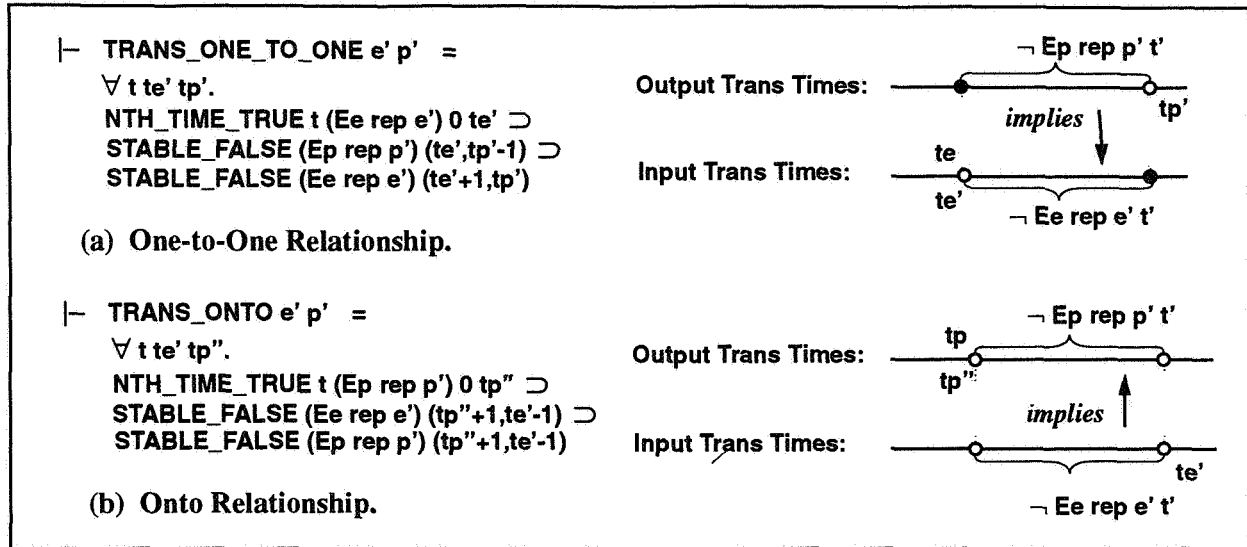 |− TRANS_ONE_TO_ONE e' p' =
∀ t te' tp'.
NTH_TIME_TRUE t (Ee rep e') 0 te' ⊃
STABLE_FALSE (Ep rep p') (te',tp'-1) ⊃
STABLE_FALSE (Ee rep e') (te'+1,tp')
(a) One-to-One Relationship.
¬ Ep rep p' t'
Output Trans Times:
tp'
implies
te
Input Trans Times:
te'
¬ Ee rep e' t'
|− TRANS_ONTO e' p' =
∀ t te' tp".
NTH_TIME_TRUE t (Ep rep p') 0 tp" ⊃
STABLE_FALSE (Ee rep e') (tp"+1,te'-1) ⊃
STABLE_FALSE (Ep rep p') (tp"+1,te'-1)
(b) Onto Relationship.
¬ Ep rep p' t'
tp
Output Trans Times:
tp"
implies
Input Trans Times:
te'
¬ Ee rep e' t'